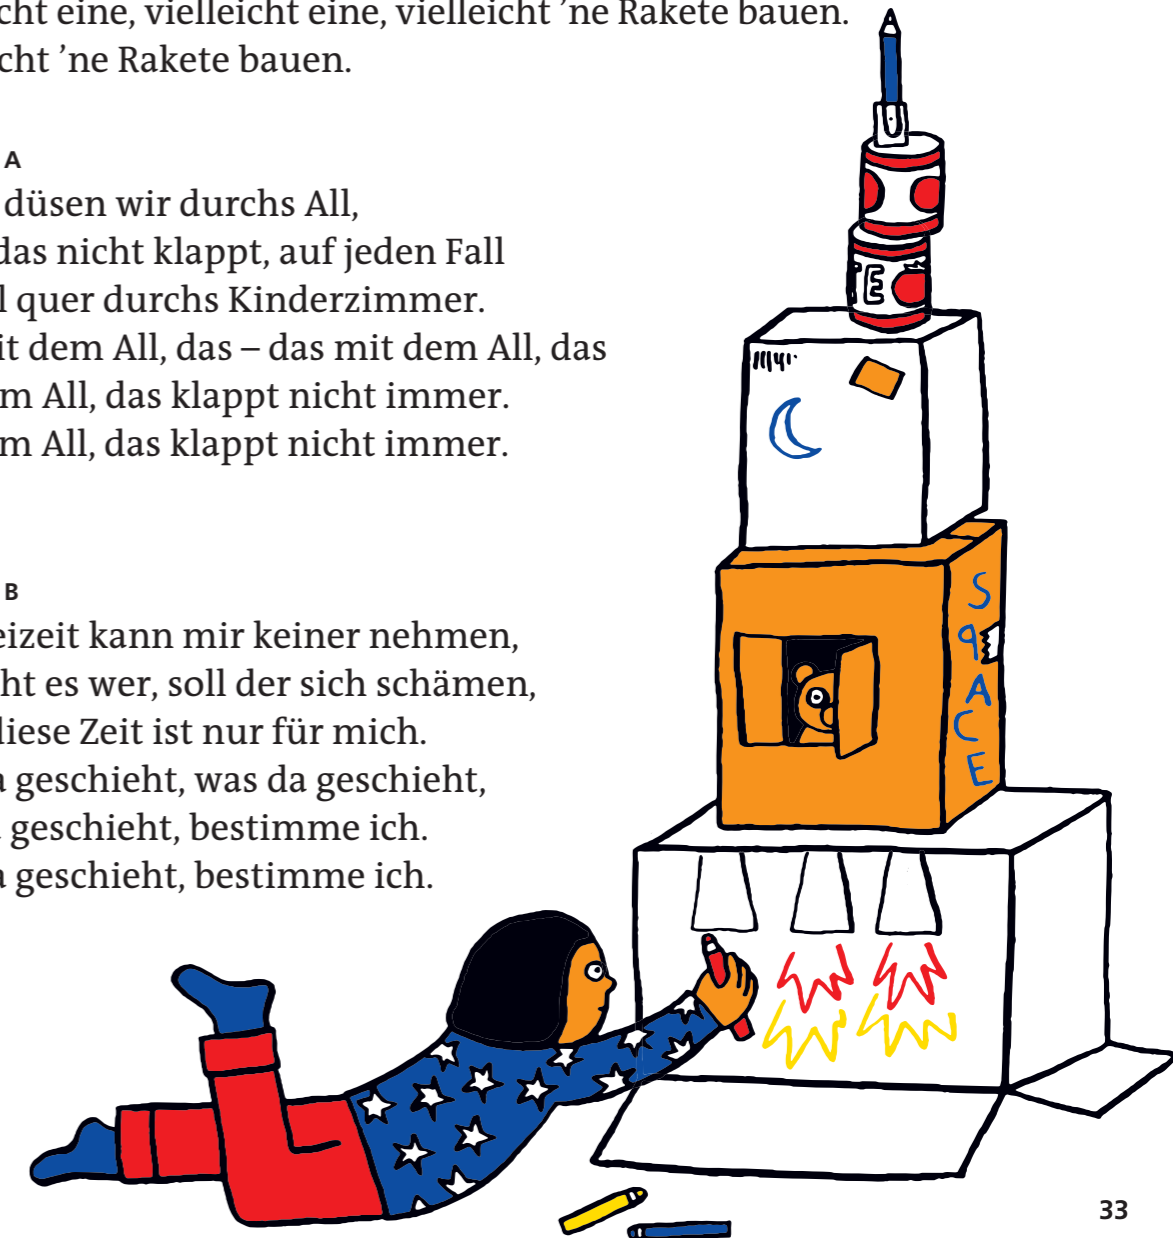 cht eine, vielleicht eine, vielleicht ’ne Rakete bauen.
cht ’ne Rakete bauen.
A
düsen wir durchs All,
das nicht klappt, auf jeden Fall
l quer durchs Kinderzimmer.
it dem All, das – das mit dem All, das
m All, das klappt nicht immer.
m All, das klappt nicht immer.
B
eizeit kann mir keiner nehmen,
ht es wer, soll der sich schämen,
diese Zeit ist nur für mich.
a geschieht, was da geschieht,
geschieht, bestimme ich.
a geschieht, bestimme ich.
TE
SpACE
33